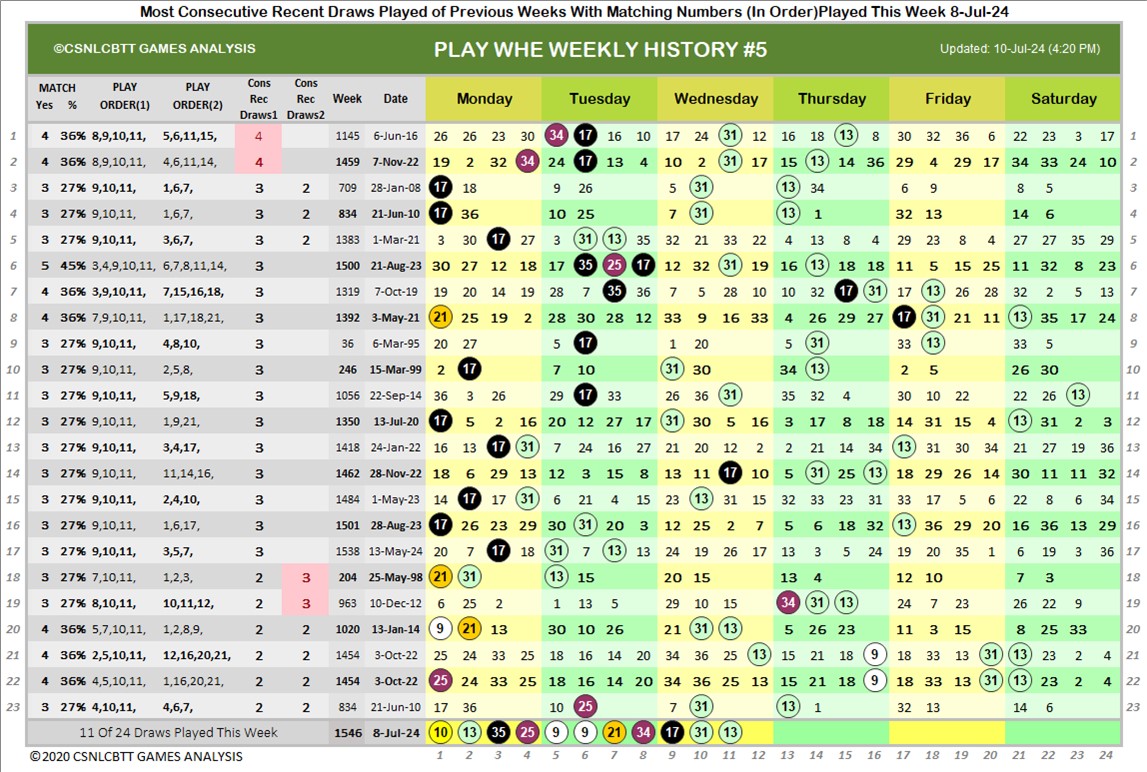 Most Consecutive Recent Draws Played of Previous Weeks With Matching Numbers (In Order)Played This Week 8-Jul-24
©CSNLCBTT GAMES ANALYSIS PLAY WHE WEEKLY HISTORY #5 Updated: 10-Jul-24 (4:20 PM)
MATCH PLAY PLAY Cons Cons
Yes % ORDER(1) ORDER(2) Rec Rec Week Date Monday Tuesday Wednesday Thursday Friday Saturday
Draws1 Draws2
1 4 36% 8,9,10,11, 5,6,11,15, 4 1145 6-Jun-16 26 26 23 30 34 17 16 10 17 24 31 12 16 18 13 8 30 32 36 6 22 23 3 17 1
2 4 36% 8,9,10,11, 4,6,11,14, 4 1459 7-Nov-22 19 2 32 34 24 17 13 4 10 2 31 17 15 13 14 36 29 4 29 17 34 33 24 10 2
3 3 27% 9,10,11, 1,6,7, 3 2 709 28-Jan-08 17 18 9 26 5 31 13 34 6 9 8 5 3
4 3 27% 9,10,11, 1,6,7, 3 2 834 21-Jun-10 17 36 10 25 7 31 13 1 32 13 14 6 4
5 3 27% 9,10,11, 3,6,7, 3 2 1383 1-Mar-21 3 30 17 27 3 31 13 35 32 21 33 22 4 13 8 4 29 23 8 5 27 27 35 29 5
6 5 45% 3,4,9,10,11, 6,7,8,11,14, 3 1500 21-Aug-23 30 27 12 18 17 35 25 17 12 32 31 19 16 13 18 18 11 5 15 25 11 32 8 23 6
7 4 36% 3,9,10,11, 7,15,16,18, 3 1319 7-Oct-19 19 20 14 19 28 7 35 36 7 5 28 10 10 32 17 31 17 13 26 28 32 2 5 13 7
8 4 36% 7,9,10,11, 1,17,18,21, 3 1392 3-May-21 21 25 19 2 28 30 28 12 33 9 16 33 4 26 29 27 17 31 21 11 13 35 17 24 8
9 3 27% 9,10,11, 4,8,10, 3 36 6-Mar-95 20 27 5 17 1 20 5 31 33 13 33 5 9
10 3 27% 9,10,11, 2,5,8, 3 246 15-Mar-99 2 17 7 10 31 30 34 13 2 5 26 30 10
11 3 27% 9,10,11, 5,9,18, 3 1056 22-Sep-14 36 3 26 29 17 33 11 36 31 35 32 4 30 10 22 22 26 13 11
12 3 27% 9,10,11, 1,9,21, 3 1350 13-Jul-20 17 5 2 16 20 12 27 17 31 30 5 16 3 17 8 18 14 31 15 4 13 31 2 3 12
13 3 27% 9,10,11, 3,4,17, 3 1418 24-Jan-22 16 13 17 31 7 24 16 27 21 20 12 2 2 21 14 34 13 31 30 34 21 27 19 36 13
14 3 27% 9,10,11, 11,14,16, 3 1462 28-Nov-22 18 6 29 13 12 3 15 8 13 11 17 10 5 31 25 13 18 29 26 14 30 11 11 32 14
15 3 27% 9,10,11, 2,4,10, 3 1484 1-May-23 14 17 17 31 6 21 4 15 23 13 31 15 32 33 23 31 33 17 5 6 22 8 6 34 15
16 3 27% 9,10,11, 1,6,17, 3 1501 28-Aug-23 17 26 23 29 30 31 20 3 12 25 2 7 5 6 18 32 13 36 29 20 16 36 13 29 16
17 3 27% 9,10,11, 3,5,7, 3 1538 13-May-24 20 7 17 18 31 7 13 13 24 19 26 17 13 3 5 24 19 20 35 1 6 19 3 36 17
18 3 27% 7,10,11, 1,2,3, 2 3 204 25-May-98 21 31 13 15 20 15 13 4 12 10 7 3 18
19 3 27% 8,10,11, 10,11,12, 2 3 963 10-Dec-12 6 25 2 1 13 5 29 10 15 34 31 13 24 7 23 26 22 9 19
20 4 36% 5,7,10,11, 1,2,8,9, 2 2 1020 13-Jan-14 9 21 13 30 10 26 21 31 13 5 26 23 11 3 15 8 25 33 20
21 4 36% 2,5,10,11, 12,16,20,21, 2 2 1454 3-Oct-22 25 24 33 25 18 16 14 20 34 36 25 13 15 21 18 9 18 33 13 31 13 23 2 4 21
22 4 36% 4,5,10,11, 1,16,20,21, 2 2 1454 3-Oct-22 25 24 33 25 18 16 14 20 34 36 25 13 15 21 18 9 18 33 13 31 13 23 2 4 22
23 3 27% 4,10,11, 4,6,7, 2 2 834 21-Jun-10 17 36 10 25 7 31 13 1 32 13 14 6 23
11 Of 24 Draws Played This Week 1546 8-Jul-24 10 13 35 25 9 9 21 34 17 31 13
©2020 CSNLCBTT GAMES ANALYSIS 1 2 3 4 5 6 7 8 9 10 11 12 13 14 15 16 17 18 19 20 21 22 23 24